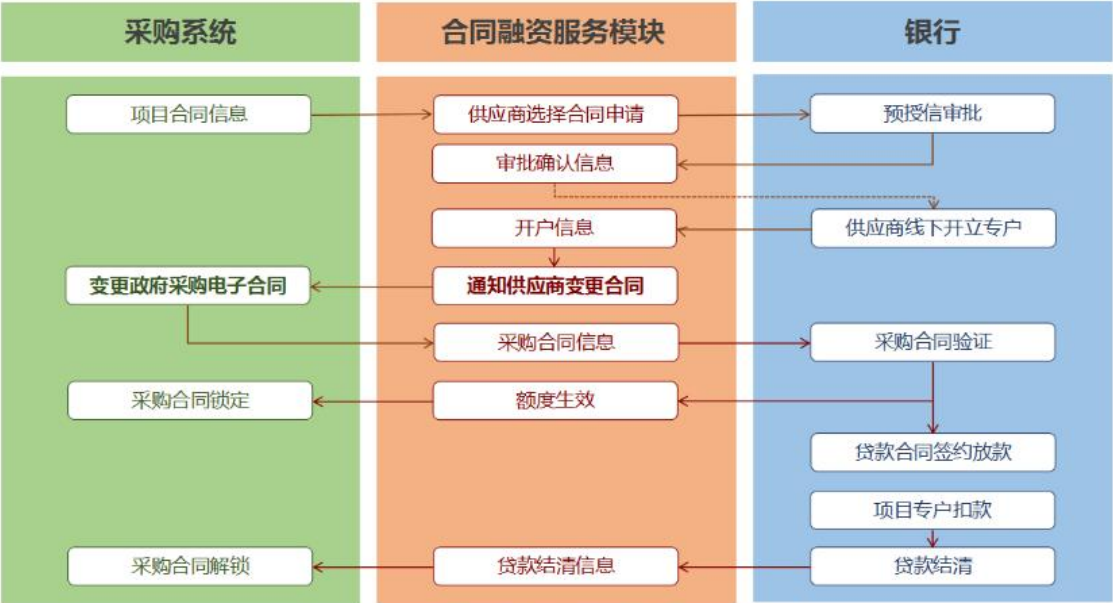 采购系统
合同融资服务模块
银行
项目合同信息
供应商选择合同申请
预授信审批
审批确认信息
开户信息
供应商线下开立专户
变更政府采购电子合同
通知供应商变更合同
采购合同信息
采购合同验证
采购合同锁定
额度生效
贷款合同签约放款
项目专户扣款
采购合同解锁
贷款结清信息
贷款结清